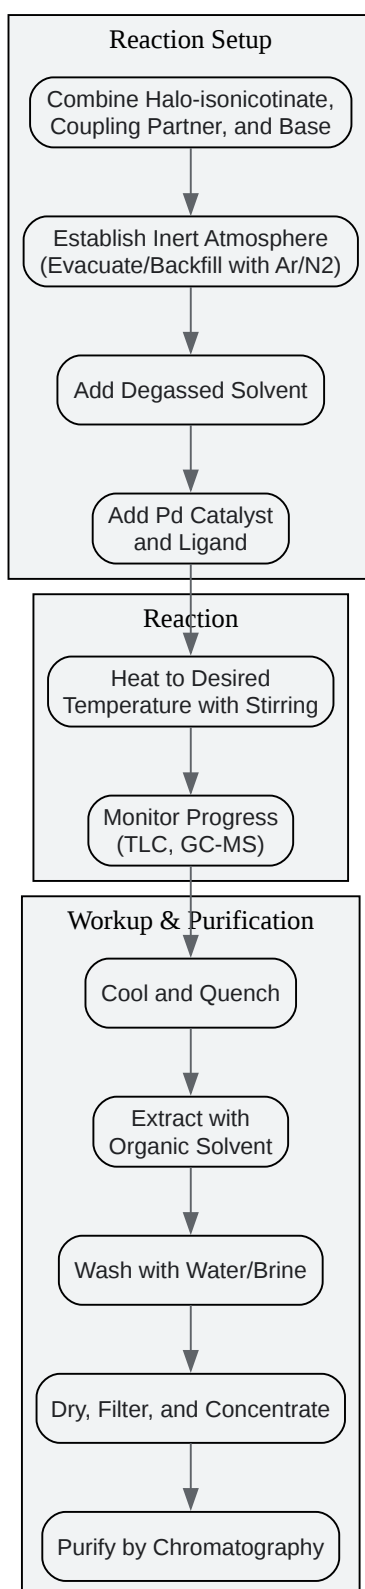 Reaction Setup
Combine Halo-isonicotinate,
Coupling Partner, and Base
Establish Inert Atmosphere
(Evacuate/Backfill with Ar/N2)
Add Degassed Solvent
Add Pd Catalyst
and Ligand
Reaction
Heat to Desired
Temperature with Stirring
Monitor Progress
(TLC, GC-MS)
Workup & Purification
Cool and Quench
Extract with
Organic Solvent
Wash with Water/Brine
Dry, Filter, and Concentrate
Purify by Chromatography